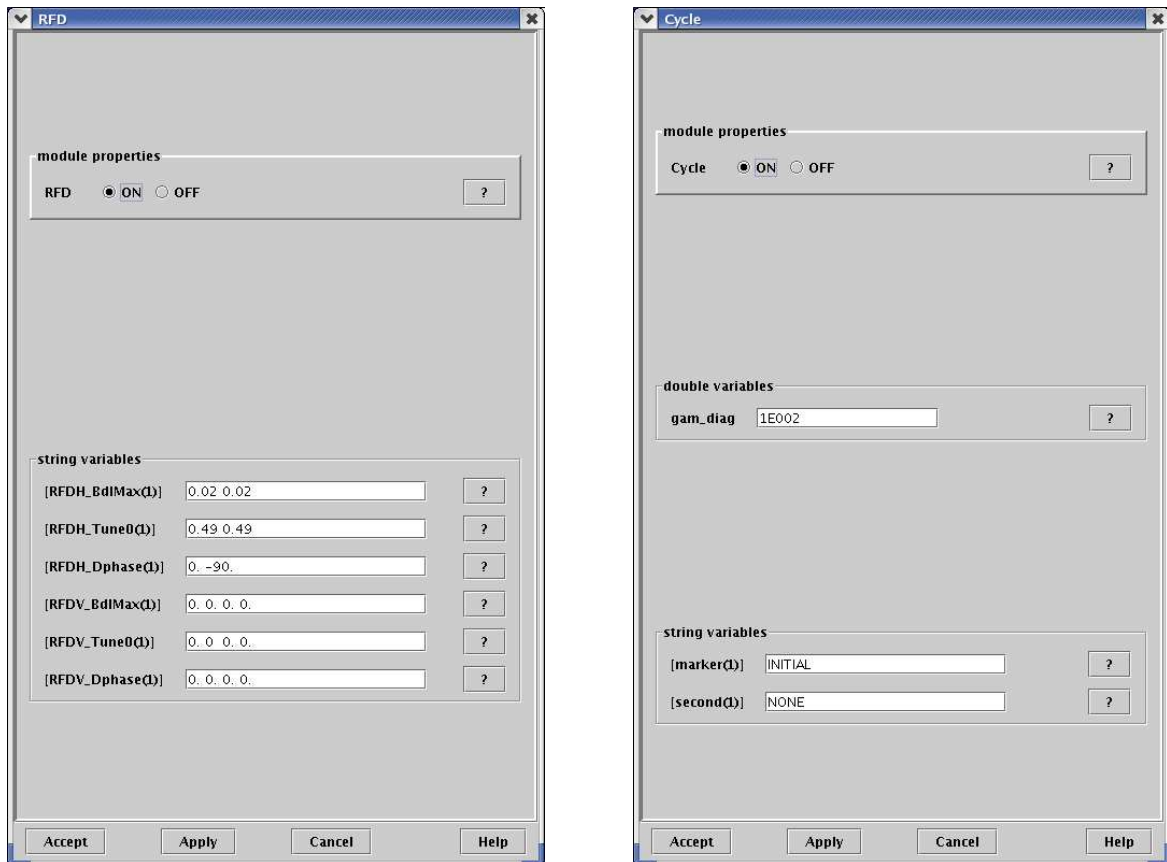 RFD
module properties
RFD ON OFF ?
string variables
[RFDH_BdlMax(1)] 0.02 0.02 ?
[RFDH_Tune0(1)] 0.49 0.49 ?
[RFDH_Dphase(1)] 0. -90. ?
[RFDV_BdlMax(1)] 0. 0. 0. 0. ?
[RFDV_Tune0(1)] 0. 0 0. 0. ?
[RFDV_Dphase(1)] 0. 0. 0. 0. ?
Accept Apply Cancel Help
Cycle
module properties
Cycle ON OFF ?
double variables
gam_diag 1E002 ?
string variables
[marker(1)] INITIAL ?
[second(1)] NONE ?
Accept Apply Cancel Help